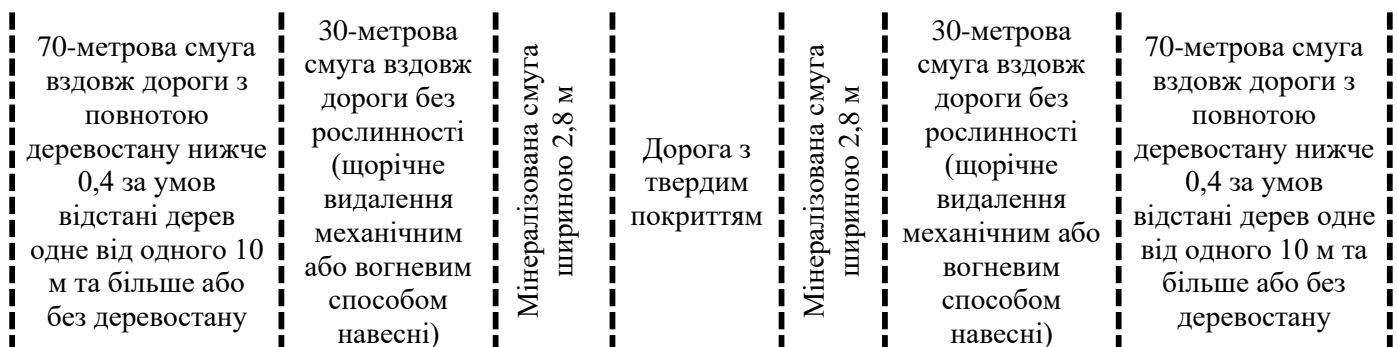 70-метрова смуга
вздовж дороги з
повнотою
деревостану нижче
0,4 за умов
відстані дерев
одне від одного 10
м та більше або
без деревостану
30-метрова
смуга вздовж
дороги без
рослинності
(щорічне
видалення
механічним
або вогневим
способом
навесні)
Мінералізована смуга
шириною 2,8 м
Дорога з
твердим
покриттям
Мінералізована смуга
шириною 2,8 м
30-метрова
смуга вздовж
дороги без
рослинності
(щорічне
видалення
механічним або
вогневим
способом
навесні)
70-метрова смуга
вздовж дороги з
повнотою
деревостану нижче
0,4 за умов
відстані дерев одне
від одного 10 м та
більше або без
деревостану